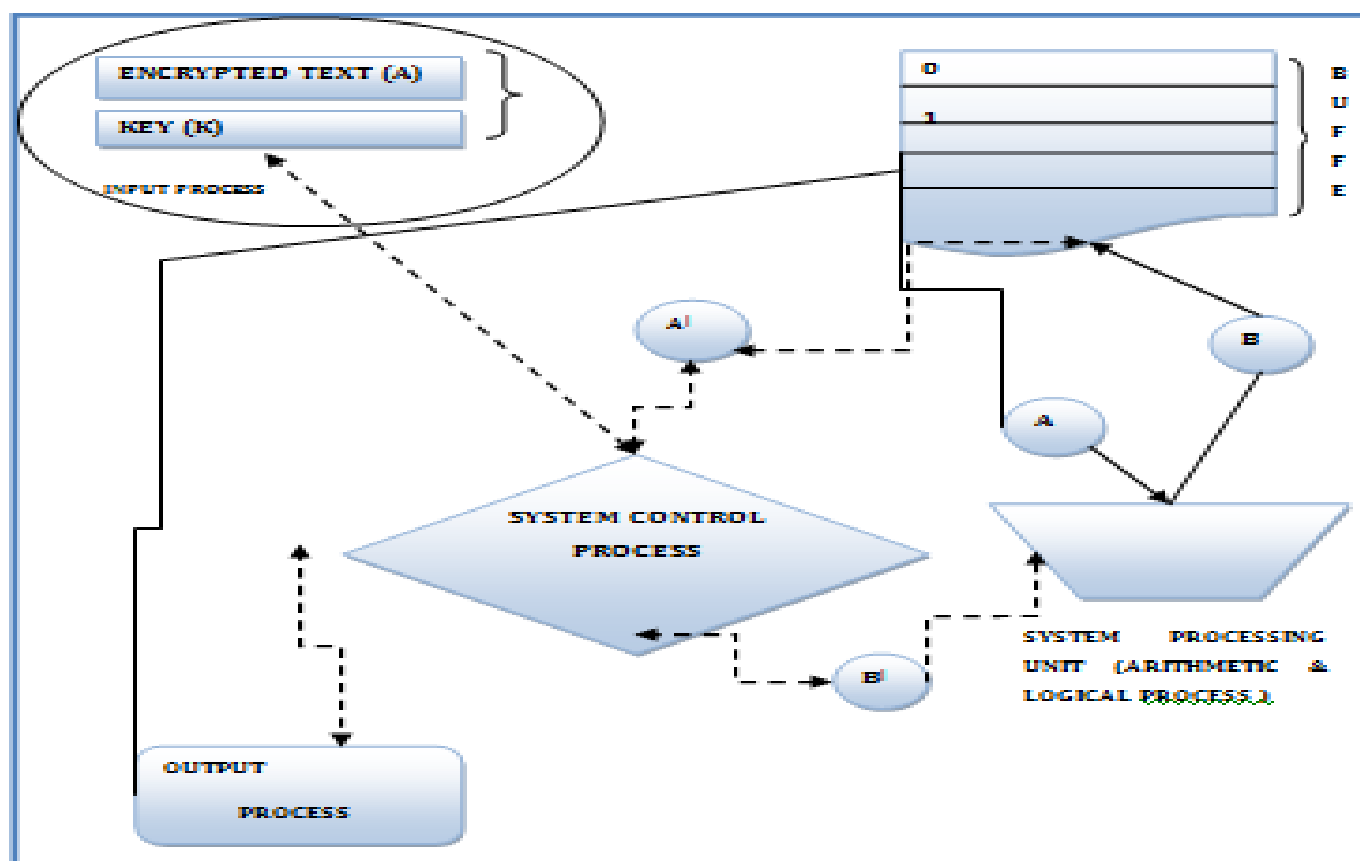 ENCRYPTED TEXT (A)
KEY (K)
INPUT PROCESS
0
1
B
U
F
F
E
A|
B
A
SYSTEM CONTROL
PROCESS
B|
SYSTEM PROCESSING
UNIT (ARITHMETIC &
LOGICAL PROCESS )
OUTPUT
PROCESS